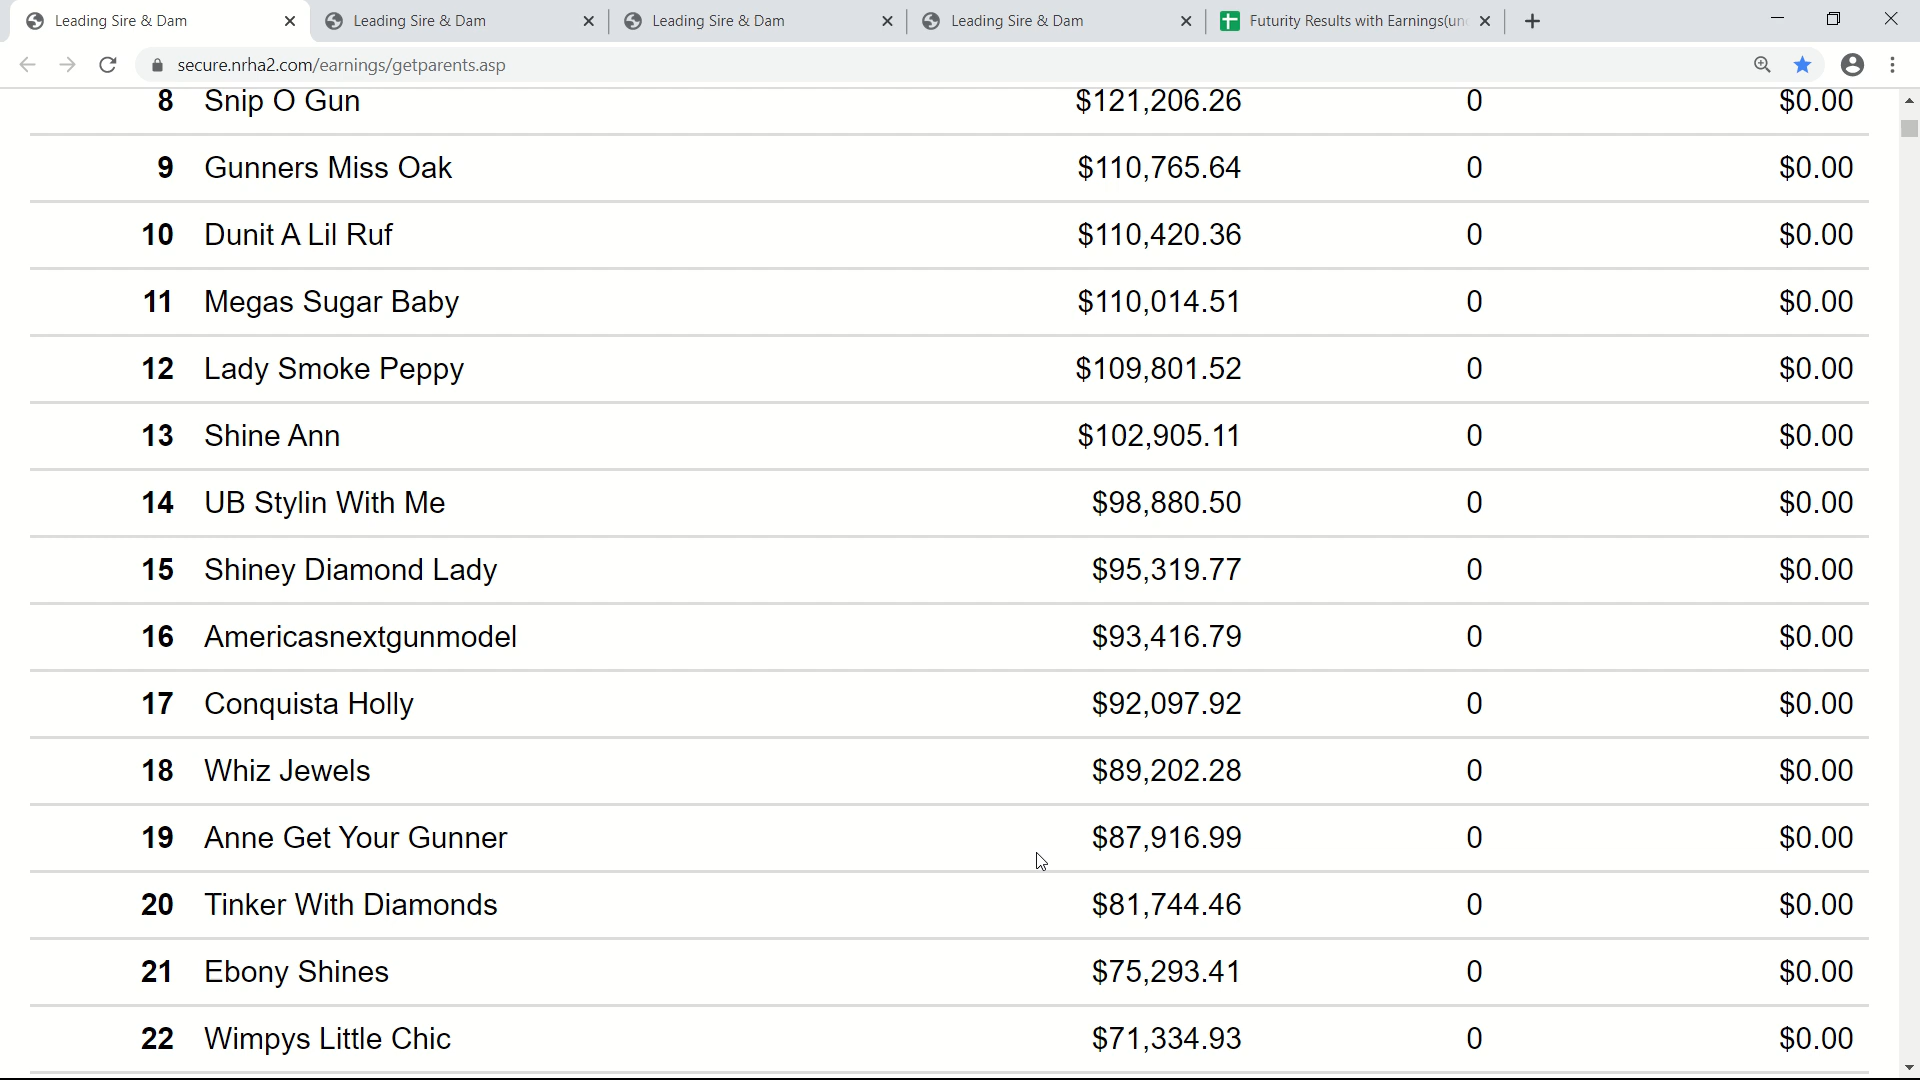 Leading Sire & Dam
Leading Sire & Dam
Leading Sire & Dam
Leading Sire & Dam
Futurity Results with Earnings(un
secure.nrha2.com/earnings/getparents.asp
8 Snip O Gun $121,206.26 0 $0.00
9 Gunners Miss Oak $110,765.64 0 $0.00
10 Dunit A Lil Ruf $110,420.36 0 $0.00
11 Megas Sugar Baby $110,014.51 0 $0.00
12 Lady Smoke Peppy $109,801.52 0 $0.00
13 Shine Ann $102,905.11 0 $0.00
14 UB Stylin With Me $98,880.50 0 $0.00
15 Shiney Diamond Lady $95,319.77 0 $0.00
16 Americasnextgunmodel $93,416.79 0 $0.00
17 Conquista Holly $92,097.92 0 $0.00
18 Whiz Jewels $89,202.28 0 $0.00
19 Anne Get Your Gunner $87,916.99 0 $0.00
20 Tinker With Diamonds $81,744.46 0 $0.00
21 Ebony Shines $75,293.41 0 $0.00
22 Wimpys Little Chic $71,334.93 0 $0.00